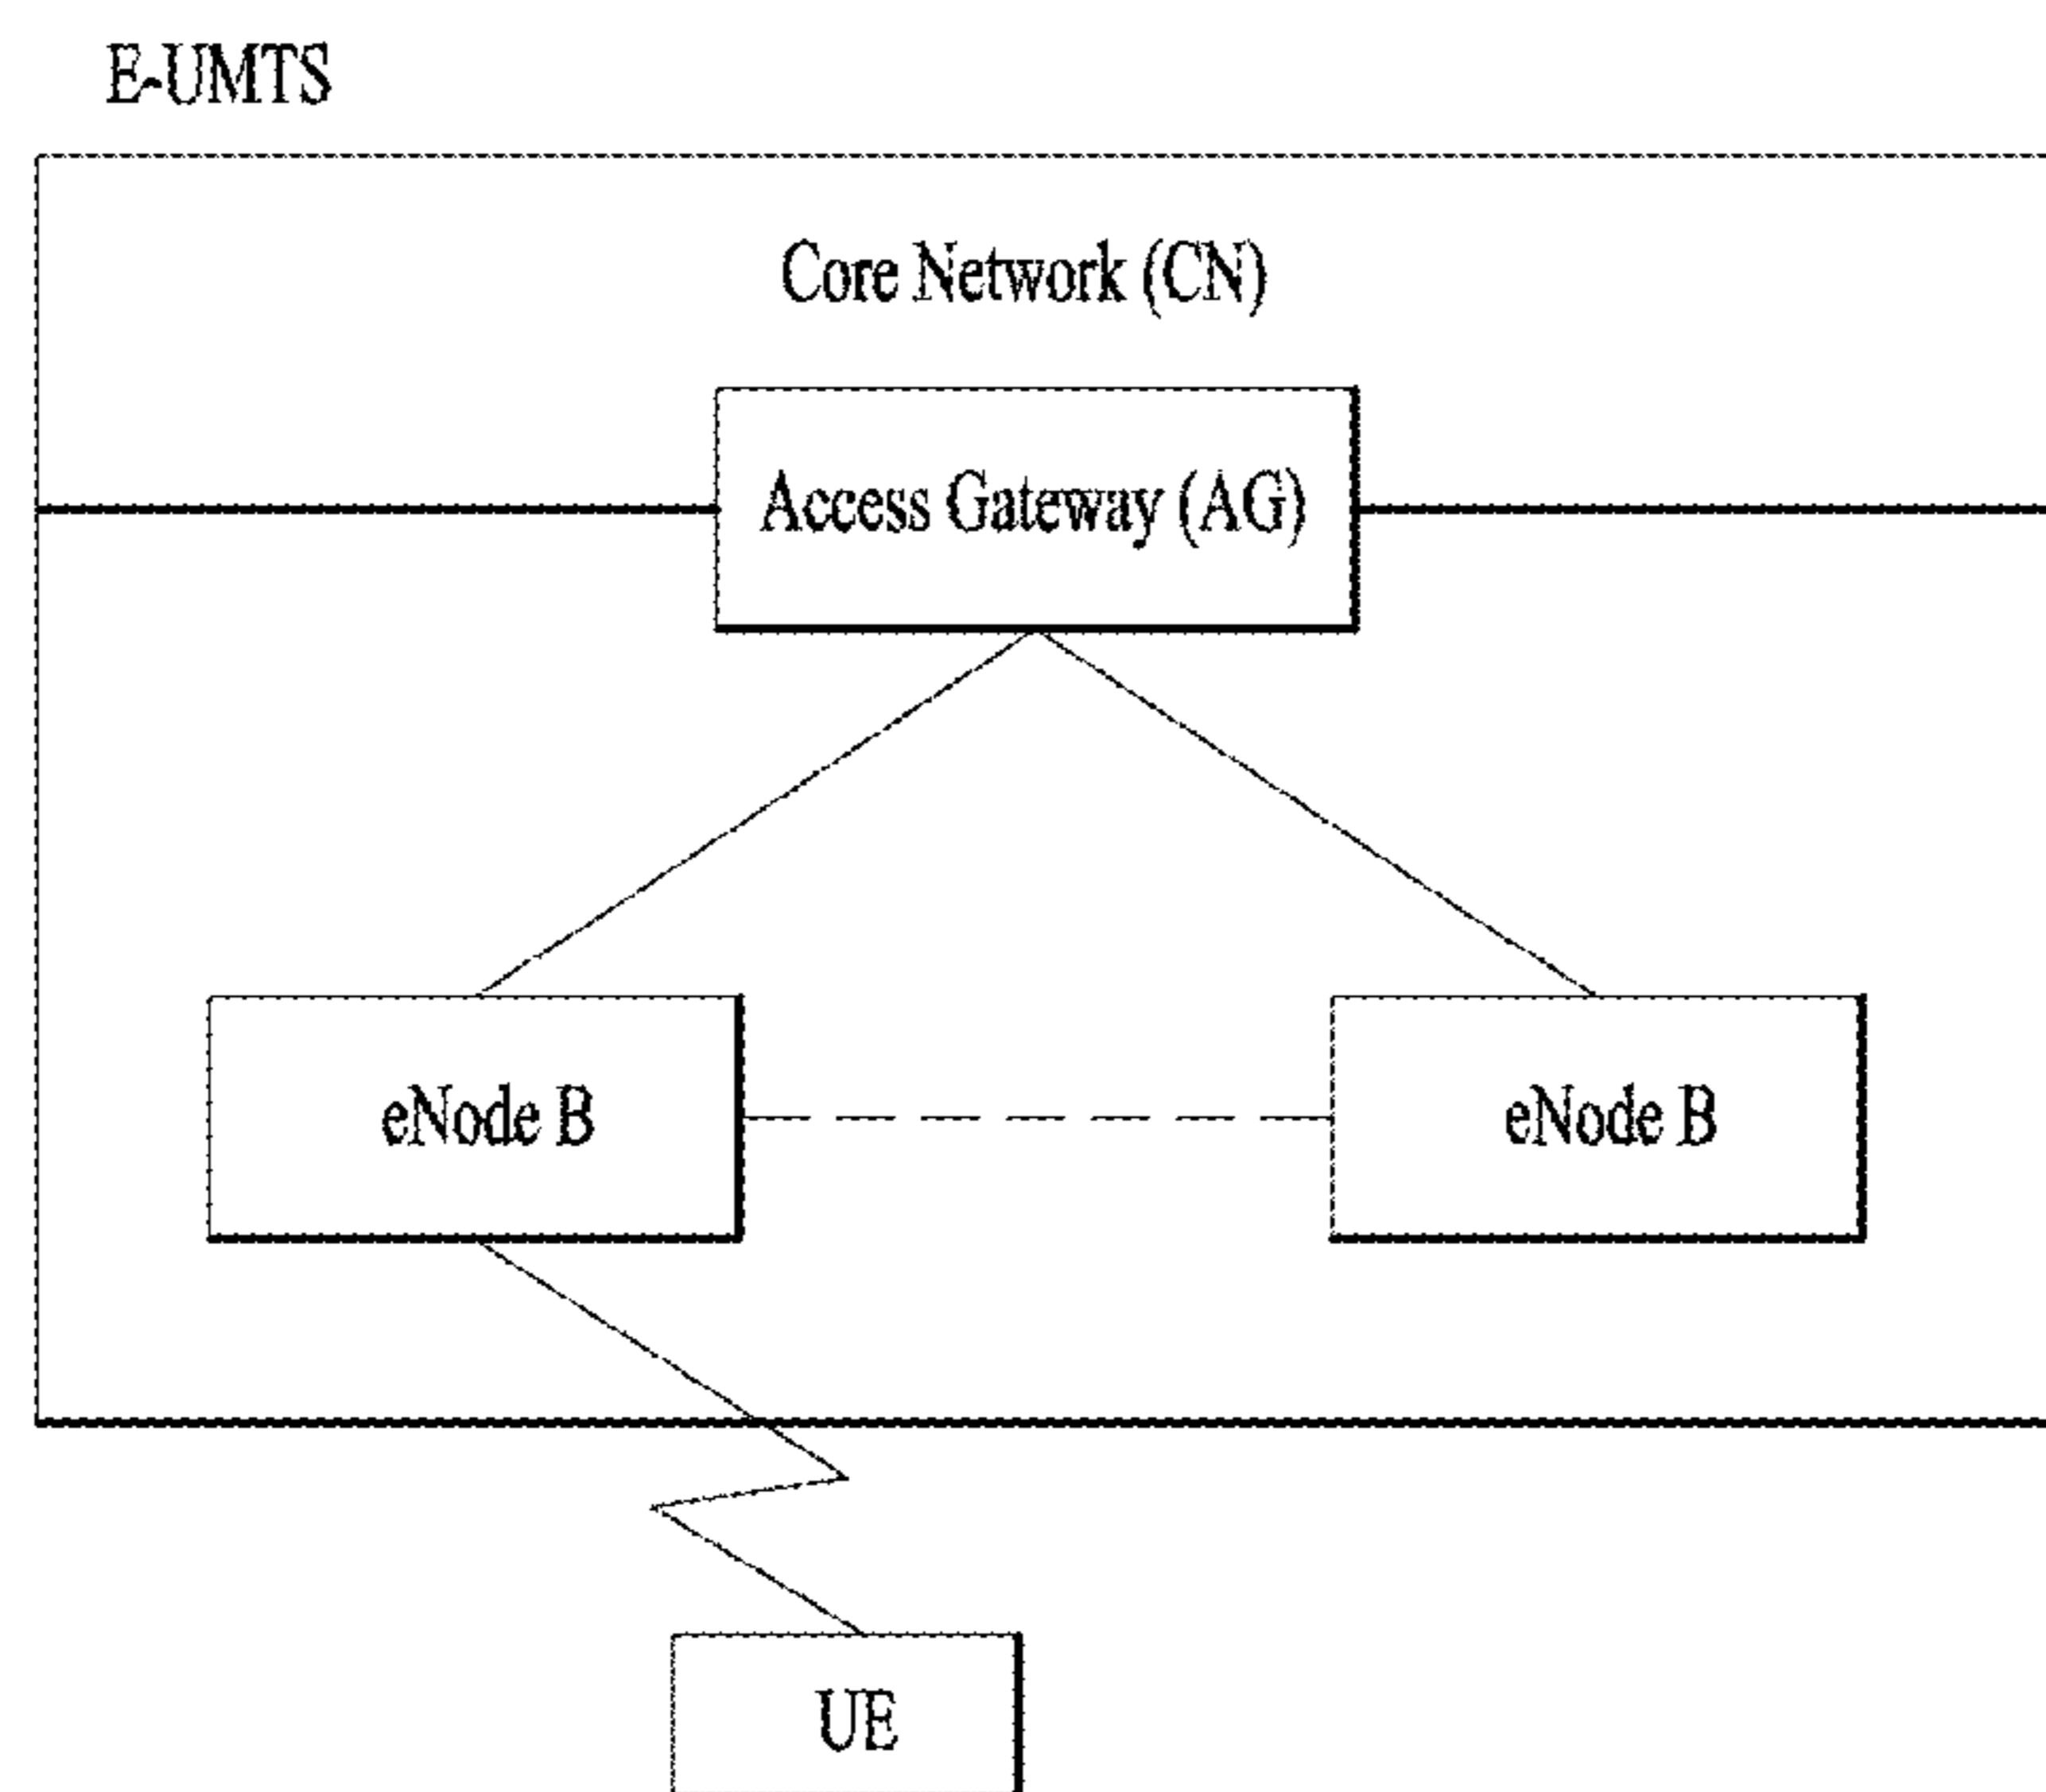 E-UMTS
Core Network (CN)
Access Gateway (AG)
eNode B
eNode B
UE